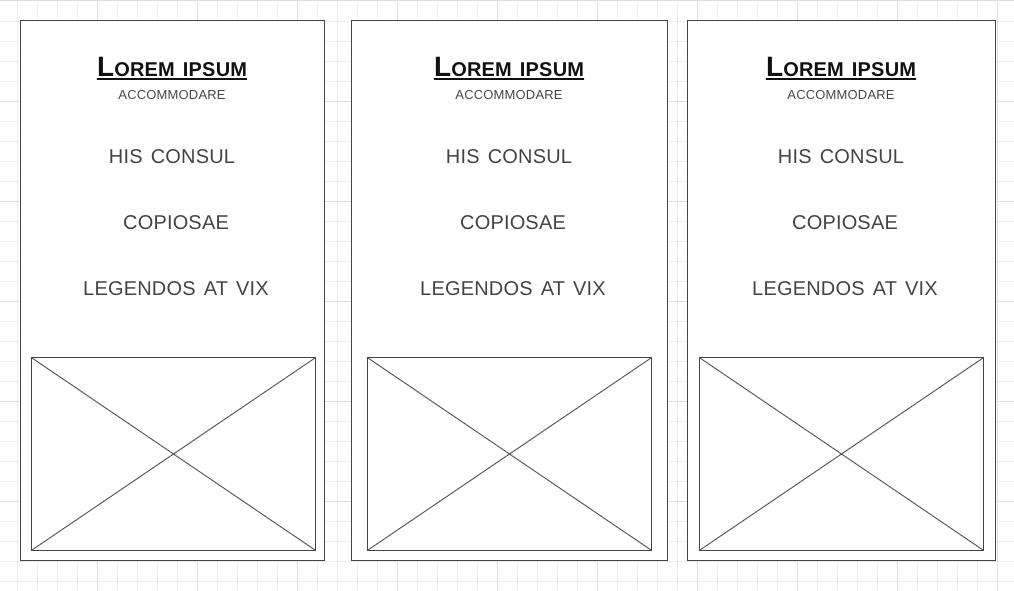 Lorem ipsum
accommodare
his consul
copiosae
legendos at vix
Lorem ipsum
accommodare
his consul
copiosae
legendos at vix
Lorem ipsum
accommodare
his consul
copiosae
legendos at vix